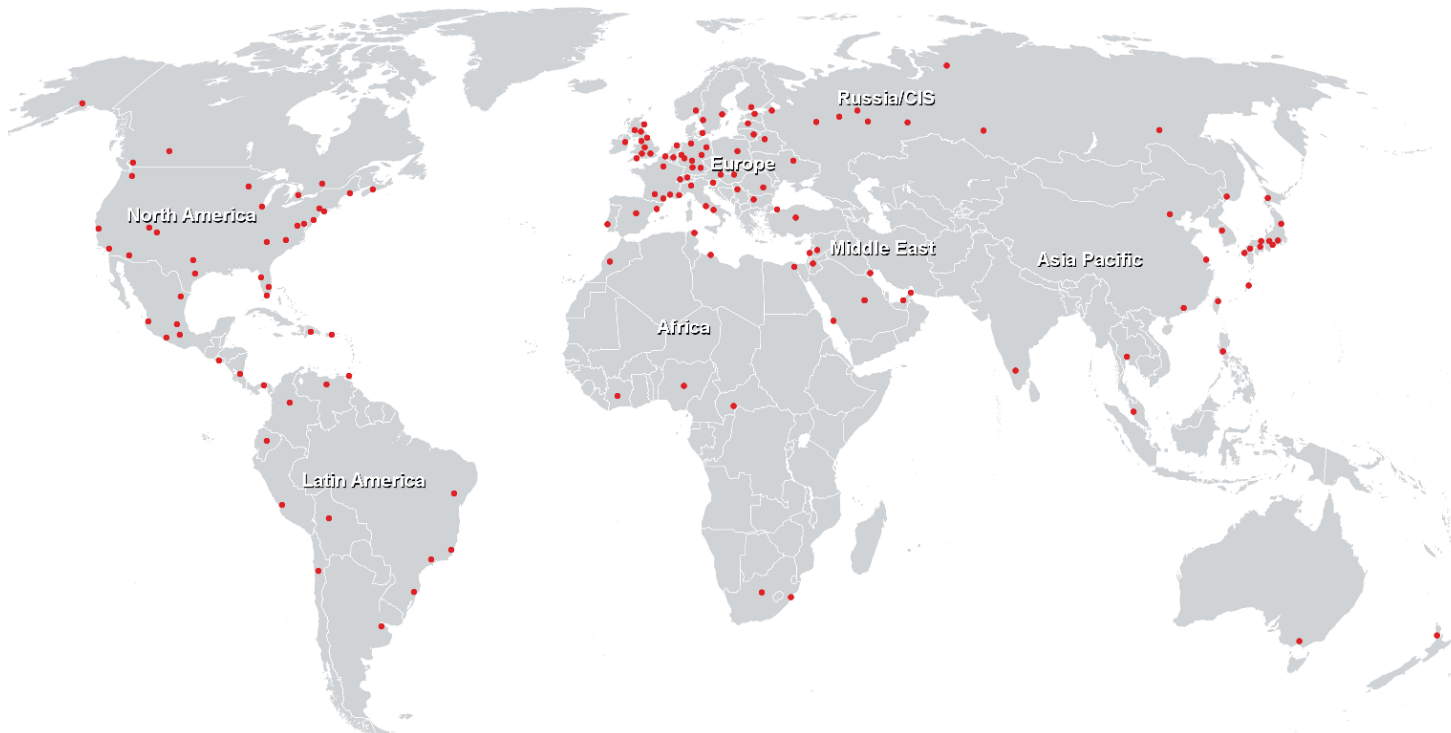 Russia/CIS
Europe
North America
Middle East
Asia Pacific
Africa
Latin America